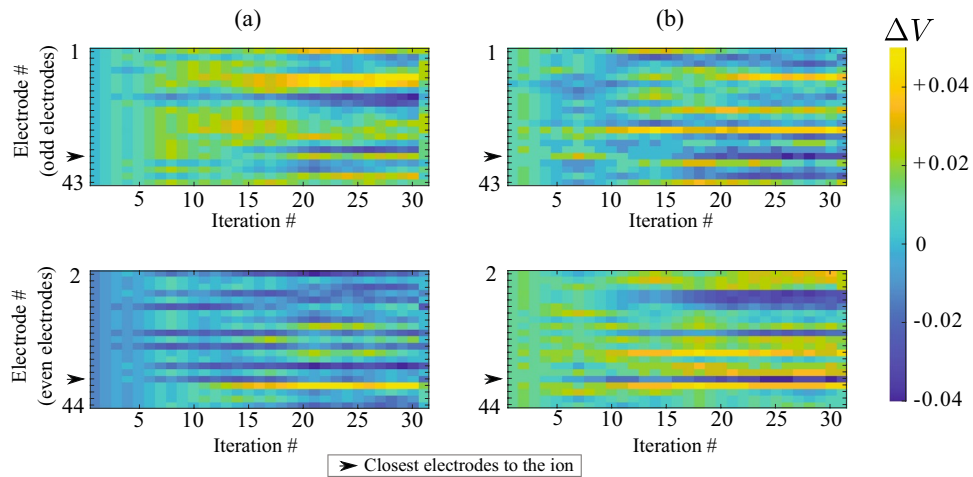 (a)
(b)
ΔV
Electrode #
(odd electrodes)
1
43
5 10 15 20 25 30
Iteration #
1
43
5 10 15 20 25 30
Iteration #
+0.04
+0.02
0
-0.02
-0.04
Electrode #
(even electrodes)
2
44
5 10 15 20 25 30
Iteration #
2
44
5 10 15 20 25 30
Iteration #
Closest electrodes to the ion